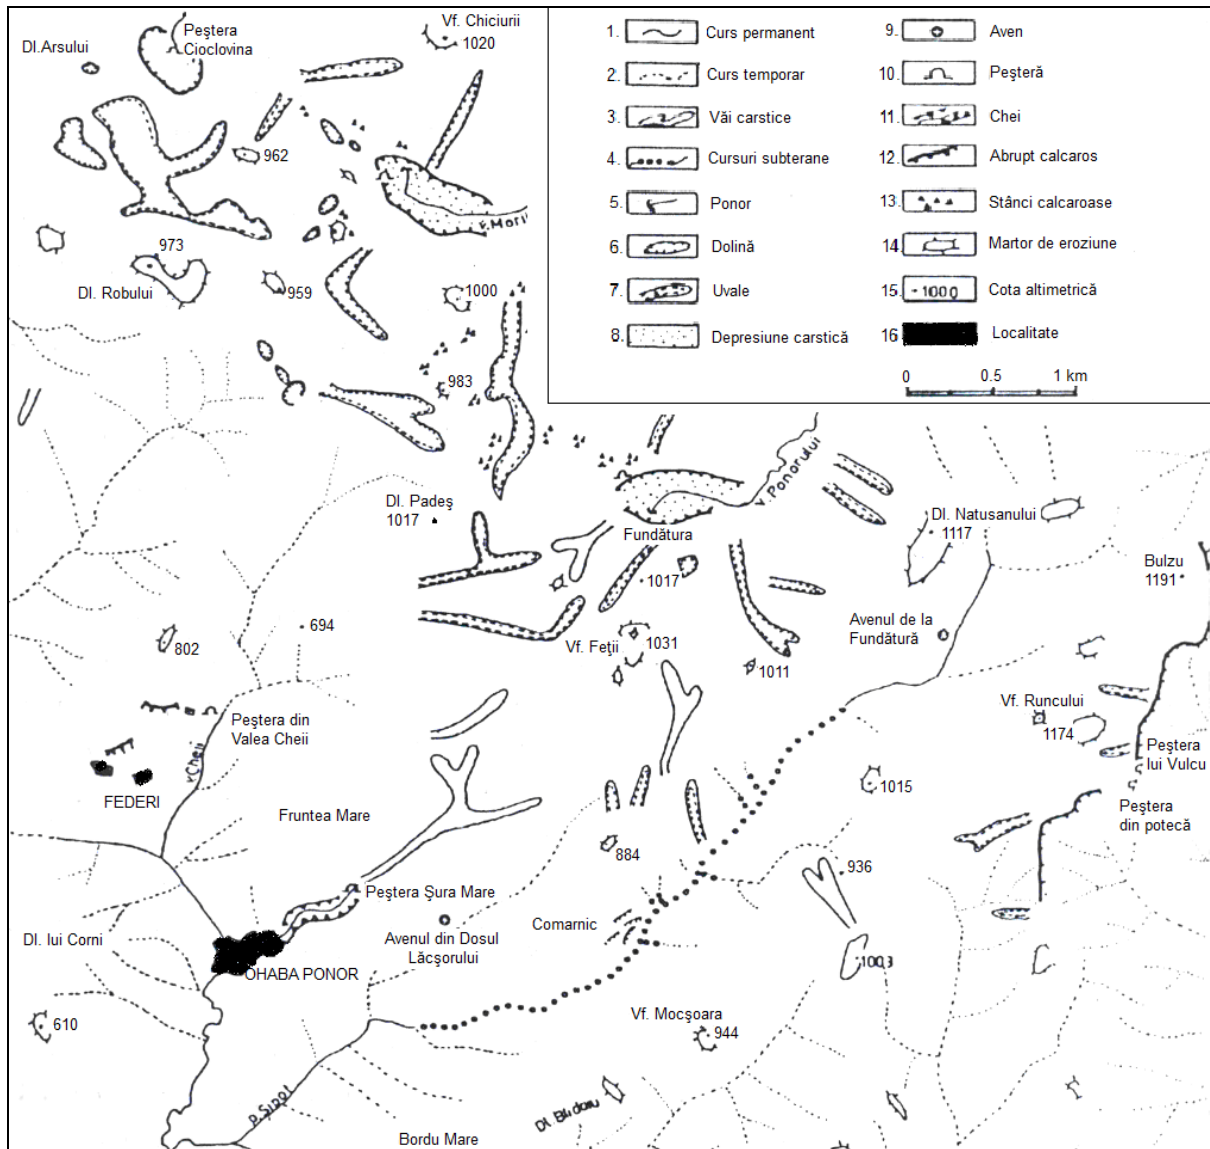 Dl.Arsului
Peştera
Cioclovina
Vf. Chiciurii
1020
1. Curs permanent
2. Curs temporar
3. Văi carstice
4. Cursuri subterane
5. Ponor
6. Dolină
7. Uvale
8. Depresiune carstică
9. Aven
10. Peşteră
11. Chei
12. Abrupt calcaros
13. Stânci calcaroase
14. Martor de eroziune
15. 1000 Cota altimetrică
16 Localitate
0 0.5 1 km
962
973
Dl. Robului
959
1000
983
Dl. Padeş
1017
V.Ponorului
Fundătura
1017
Dl. Natusanului
1117
Bulzu
1191
694
802
Vf. Feţii
1031
1011
Avenul de la
Fundătură
Vf. Runcului
1174
Peştera din
Valea Cheii
V.Cheii
FEDERI
Fruntea Mare
1015
Peştera
lui Vulcu
Peştera
din potecă
884
936
Peştera Şura Mare
Avenul din Dosul
Lăcşorului
Comarnic
Dl. lui Corni
OHABA PONOR
1003
610
Vf. Mocşoara
944
P.Şipot
Bordu Mare